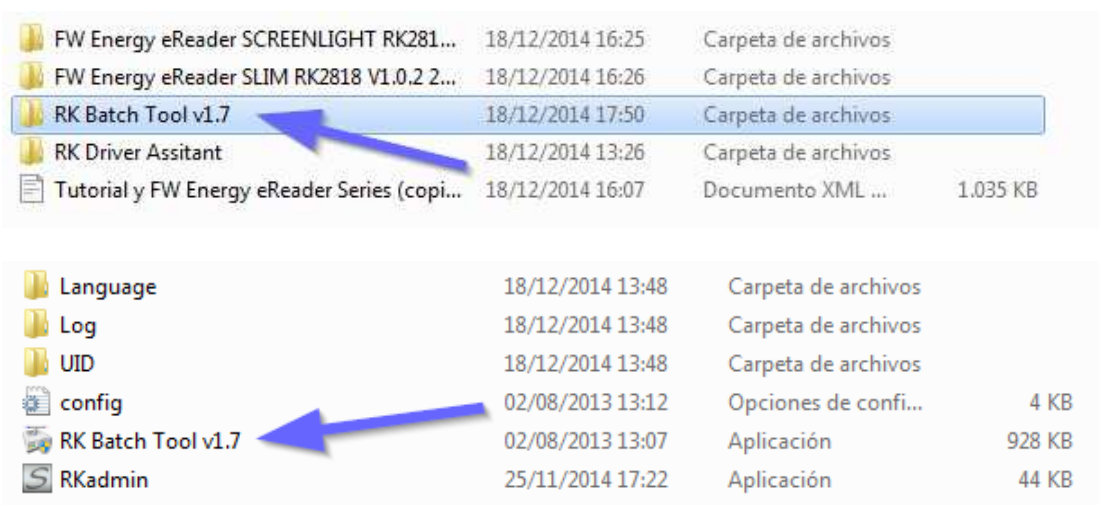 FW Energy eReader SCREENLIGHT RK281... 18/12/2014 16:25 Carpeta de archivos
FW Energy eReader SLIM RK2818 V1.0.2 2... 18/12/2014 16:26 Carpeta de archivos
RK Batch Tool v1.7 18/12/2014 17:50 Carpeta de archivos
RK Driver Assitant 18/12/2014 13:26 Carpeta de archivos
Tutorial y FW Energy eReader Series (copi... 18/12/2014 16:07 Documento XML ... 1.035 KB
Language 18/12/2014 13:48 Carpeta de archivos
Log 18/12/2014 13:48 Carpeta de archivos
UID 18/12/2014 13:48 Carpeta de archivos
config 02/08/2013 13:12 Opciones de confi... 4 KB
RK Batch Tool v1.7 02/08/2013 13:07 Aplicación 928 KB
RKadmin 25/11/2014 17:22 Aplicación 44 KB